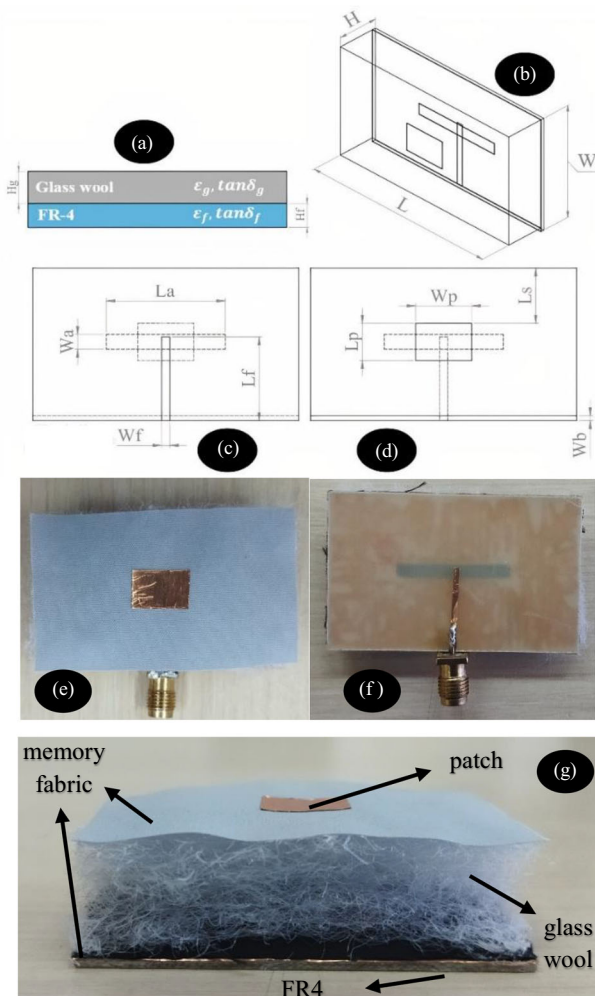 H
(b)
(a)
W
Hg
Glass wool εg, tanδg
FR-4 εf, tanδf
Hf
L
La
Wa
Lf
Wf
(c)
Wp
Ls
Lp
(d)
Wb
(e)
(f)
(g)
memory
fabric
patch
glass
wool
FR4